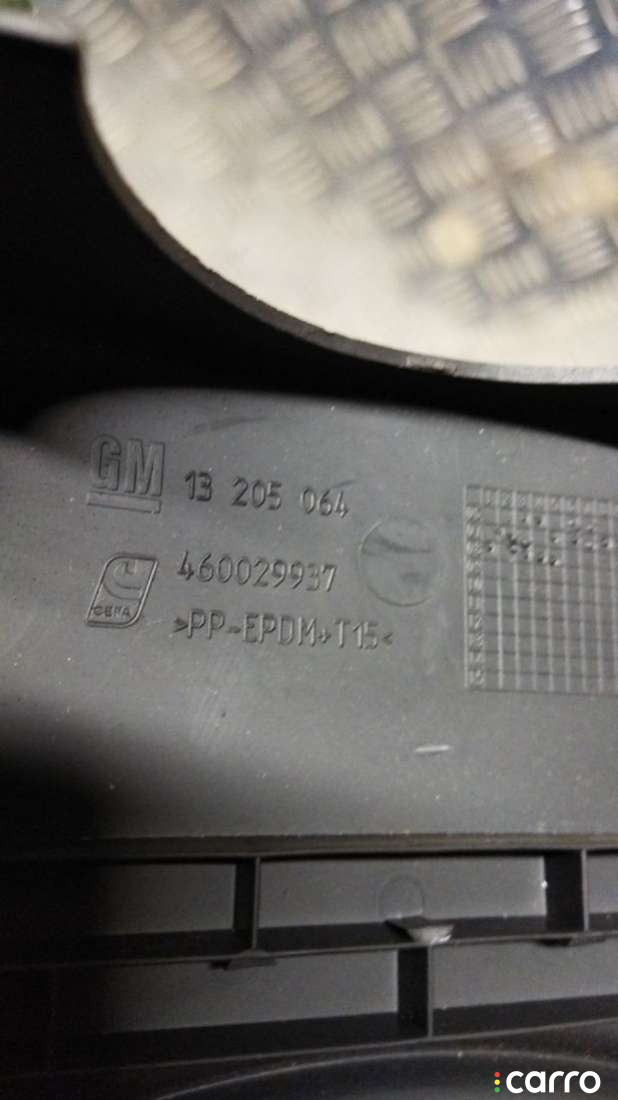 GM 13 205 064
460029937
CEFA
>PP-EPDM+T15<
carro